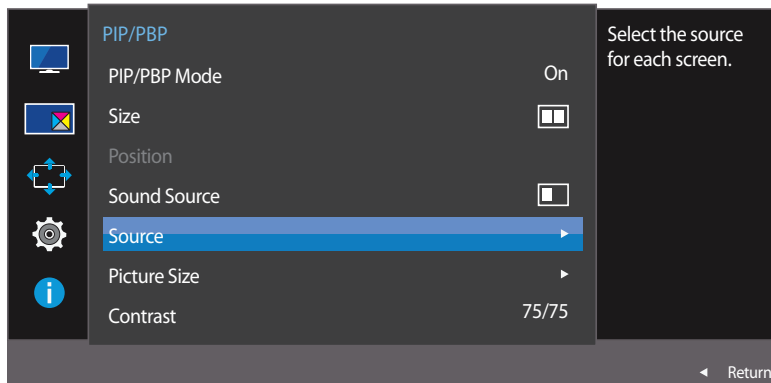 PIP/PBP
PIP/PBP Mode On
Size
Position
Sound Source
Source
Picture Size
Contrast 75/75
Select the source
for each screen.
Return